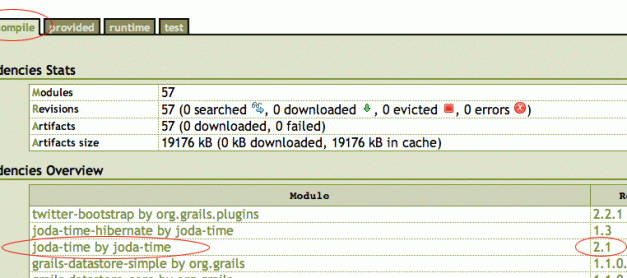 ompile provided runtime test
dencies Stats
Modules 57
Revisions 57 (0 searched , 0 downloaded , 0 evicted , 0 errors )
Artifacts 57 (0 downloaded, 0 failed)
Artifacts size 19176 kB (0 kB downloaded, 19176 kB in cache)
dencies Overview
Module R
twitter-bootstrap by org.grails.plugins 2.2.1
joda-time-hibernate by joda-time 1.3
joda-time by joda-time 2.1
grails-datastore-simple by org.grails 1.1.0.